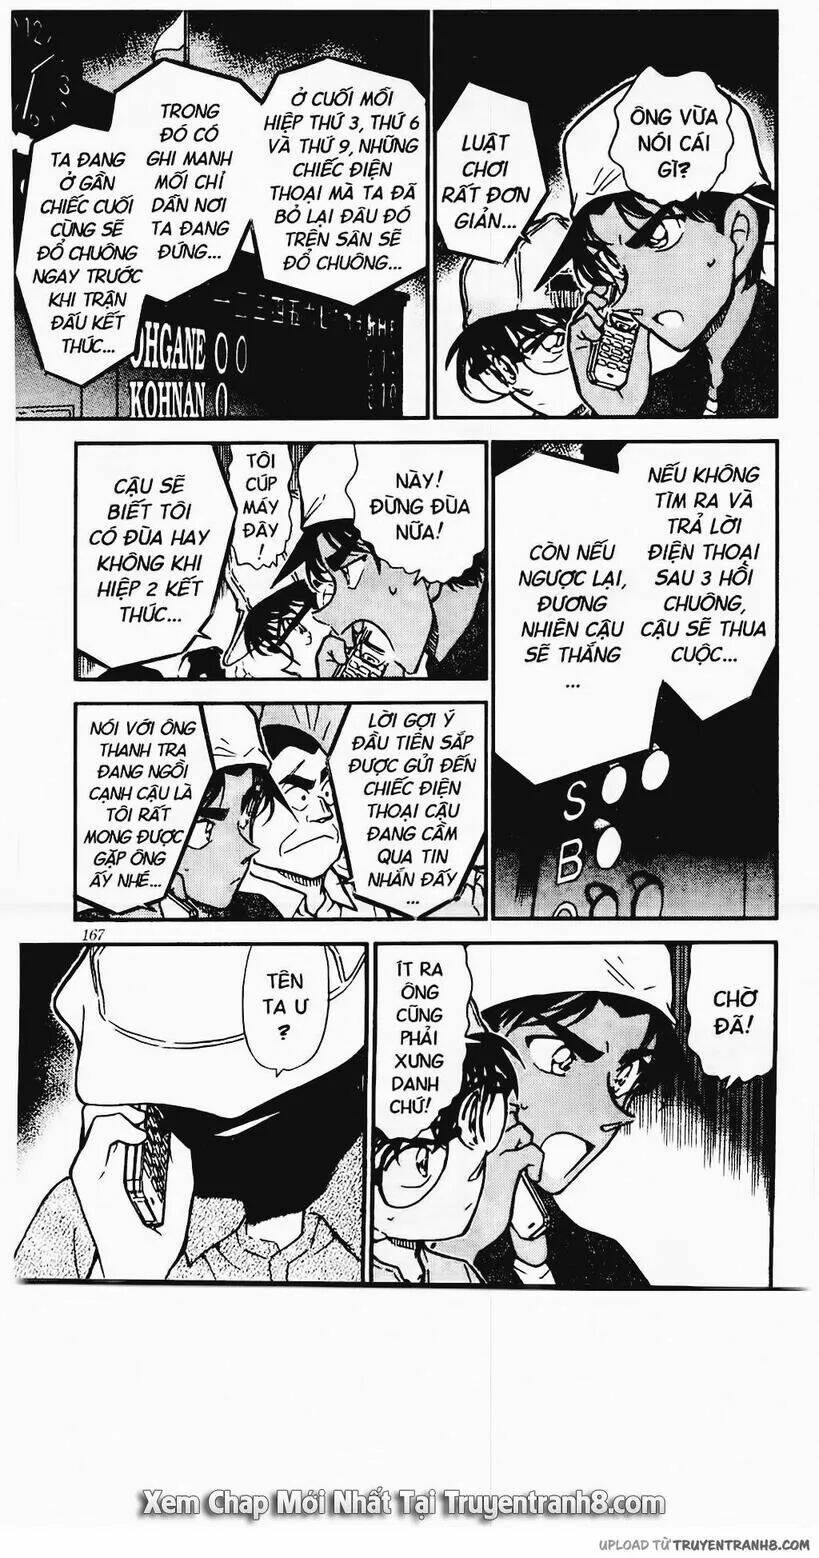 ÔNG VỪA
NÓI CÁI
GÌ?
LUẬT
CHƠI
RẤT ĐƠN
GIẢN...
Ở CUỐI MỖI
HIỆP THỨ 3, THỨ 6
VÀ THỨ 9, NHỮNG
CHIẾC ĐIỆN
THOẠI MÀ TA ĐÃ
BỎ LẠI ĐÂU ĐÓ
TRÊN SÂN SẼ
ĐỔ CHUÔNG...
TRONG
ĐÓ CÓ
GHI MANH
MỐI CHỈ
DẪN NƠI
TA ĐANG
ĐỨNG...
TA ĐANG
Ở GẦN
CHIẾC CUỐI
CÙNG SẼ
ĐỔ CHUÔNG
NGAY TRƯỚC
KHI TRẬN
ĐẤU KẾT
THÚC...
OHGANE 0 0
KOHNAN 0
NẾU KHÔNG
TÌM RA VÀ
TRẢ LỜI
ĐIỆN THOẠI
SAU 3 HỒI
CHUÔNG,
CẬU SẼ THUA
CUỘC...
CÒN NẾU
NGƯỢC LẠI,
ĐƯƠNG
NHIÊN CẬU
SẼ THẮNG
...
S
B
NÀY!
ĐỪNG ĐÙA
NỮA!
TÔI
CÚP
MÁY
ĐÂY
!
CẬU SẼ
BIẾT TÔI
CÓ ĐÙA HAY
KHÔNG KHI
HIỆP 2 KẾT
THÚC...
LỜI GỢI Ý
ĐẦU TIÊN SẮP
ĐƯỢC GỬI ĐẾN
CHIẾC ĐIỆN
THOẠI CẬU
ĐANG CẦM
QUA TIN
NHẮN ĐẤY
...
NÓI VỚI ÔNG
THANH TRA
ĐANG NGỒI
CẠNH CẬU LÀ
TÔI RẤT
MONG ĐƯỢC
GẶP ÔNG
ẤY NHÉ...
167
CHỜ
ĐÃ!
ÍT RA
ÔNG
CŨNG
PHẢI
XƯNG
DANH
CHỨ!
TÊN
TA Ư
?
Xem Chap Mới Nhất Tại Truyentranh8.com
UPLOAD TỪ TRUYENTRANH8.COM